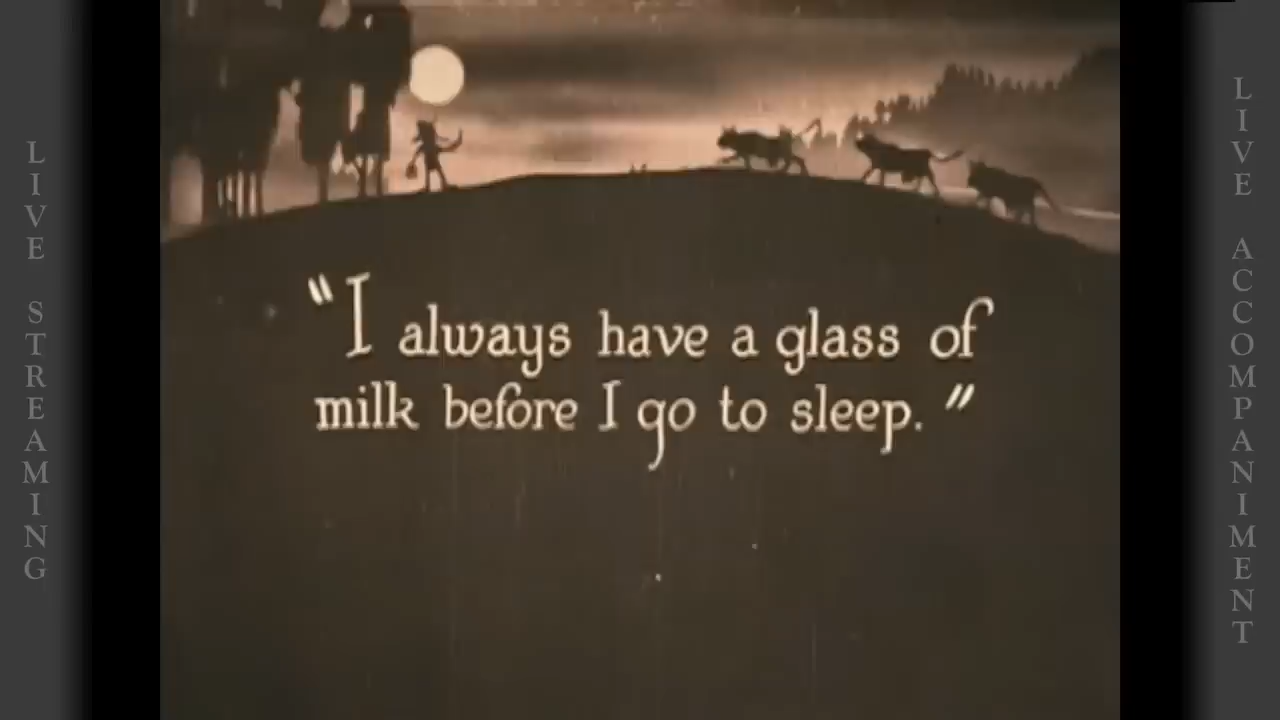 LIVE STREAMING
“I always have a glass of
milk before I go to sleep.”
LIVE ACCOMPANIMENT